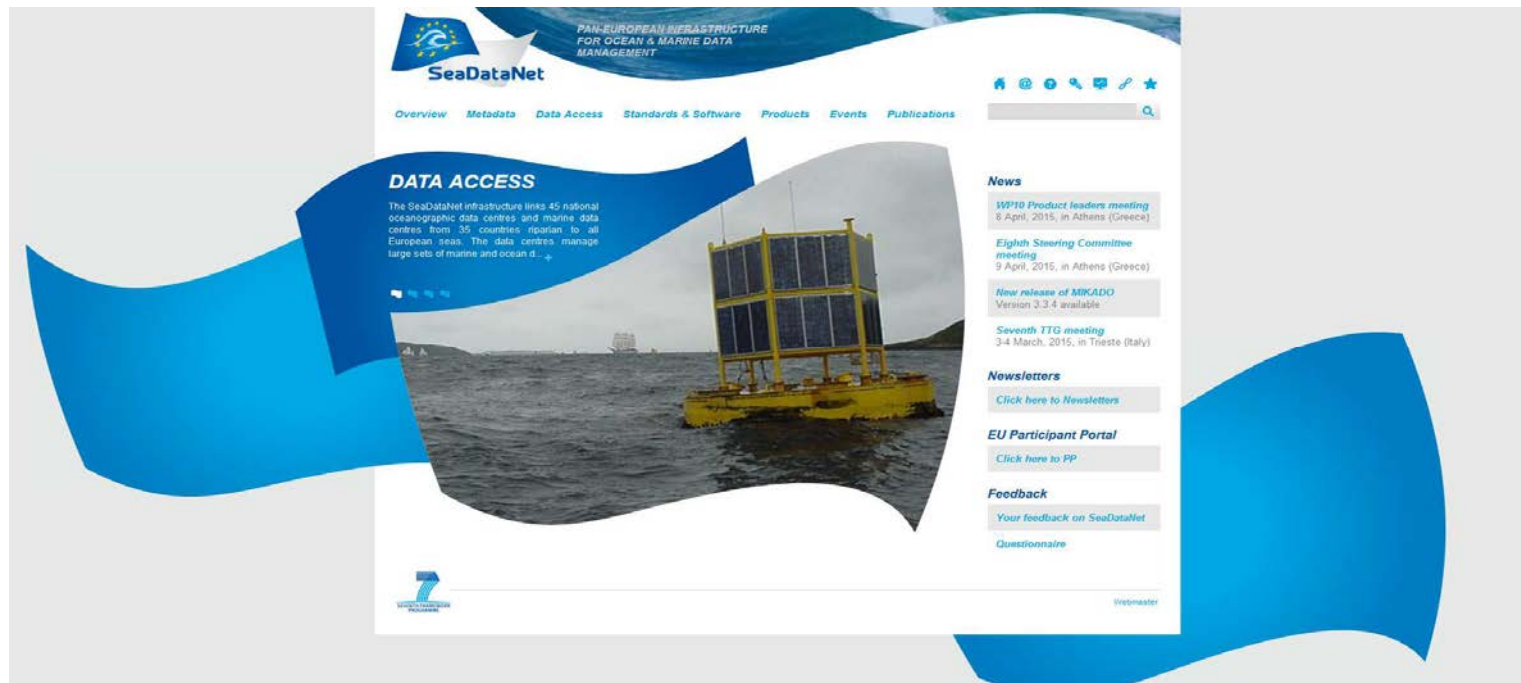 PAN-EUROPEAN INFRASTRUCTURE
FOR OCEAN & MARINE DATA
MANAGEMENT
SeaDataNet
Overview Metadata Data Access Standards & Software Products Events Publications
DATA ACCESS
The SeaDataNet infrastructure links 45 national
oceanographic data centres and marine data
centres from 35 countries riparian to all
European seas. The data centres manage
large sets of marine and ocean d...
News
WP10 Product leaders meeting
8 April, 2015, in Athens (Greece)
Eighth Steering Committee
meeting
9 April, 2015, in Athens (Greece)
New release of MIKADO
Version 3.3.4 available
Seventh TTG meeting
3-4 March, 2015, in Trieste (Italy)
Newsletters
Click here to Newsletters
EU Participant Portal
Click here to PP
Feedback
Your feedback on SeaDataNet
Questionnaire
SEVENTH FRAMEWORK
PROGRAMME
Webmaster